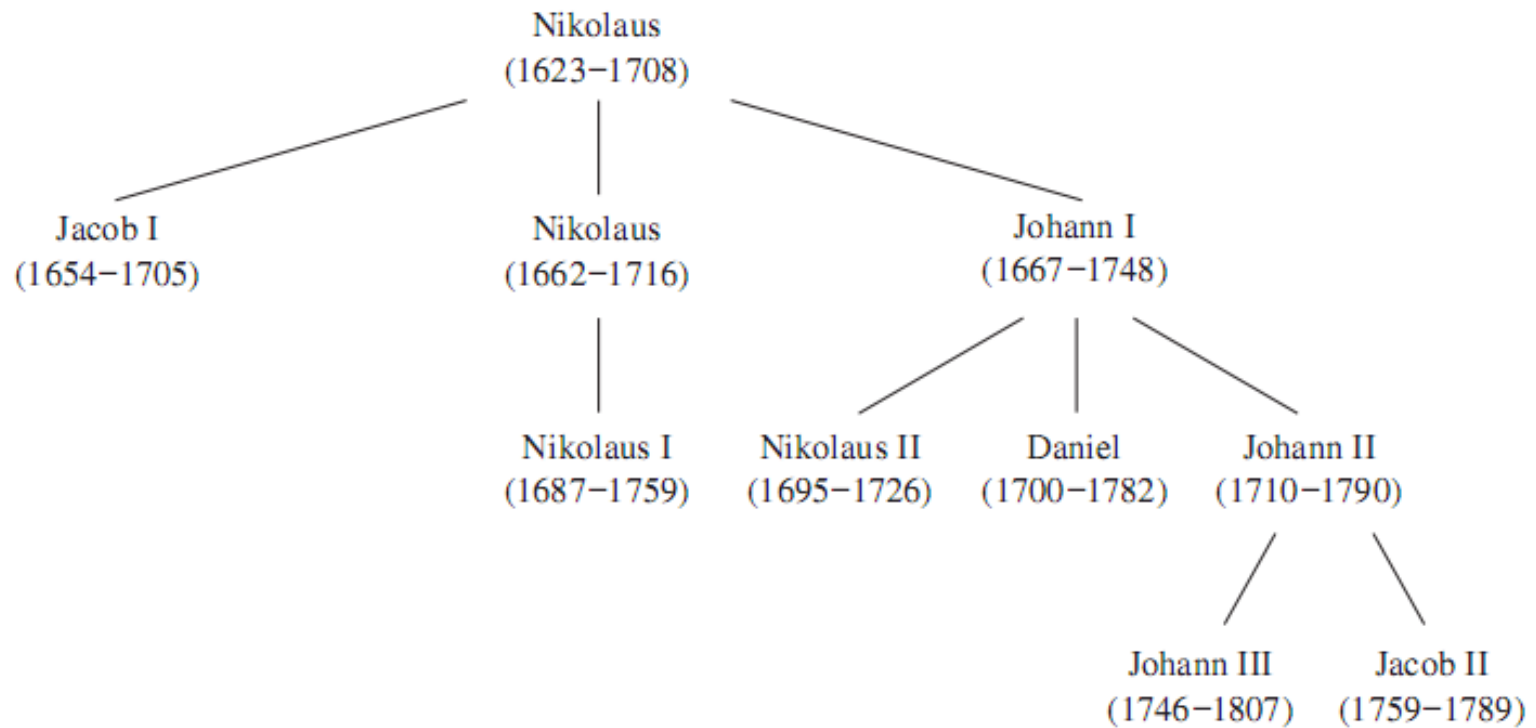 Nikolaus
(1623–1708)
Jacob I
(1654–1705)
Nikolaus
(1662–1716)
Johann I
(1667–1748)
Nikolaus I
(1687–1759)
Nikolaus II
(1695–1726)
Daniel
(1700–1782)
Johann II
(1710–1790)
Johann III
(1746–1807)
Jacob II
(1759–1789)